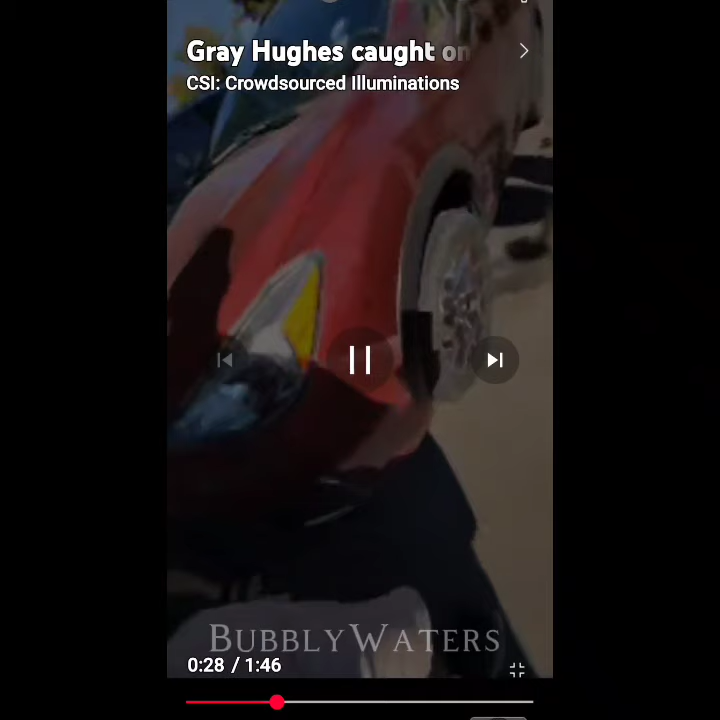 Gray Hughes caught on
CSI: Crowdsourced Illuminations
BUBBLYWATERS
0:28 / 1:46